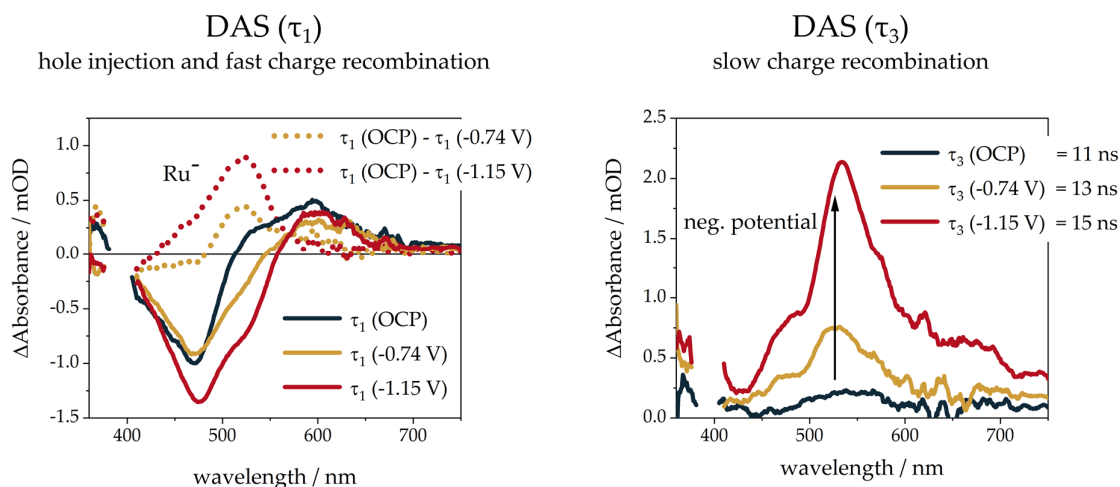 DAS (τ₁)
hole injection and fast charge recombination
ΔAbsorbance / mOD
1.0
0.5
0.0
-0.5
-1.0
-1.5
Ru⁻
τ₁ (OCP) - τ₁ (-0.74 V)
τ₁ (OCP) - τ₁ (-1.15 V)
τ₁ (OCP)
τ₁ (-0.74 V)
τ₁ (-1.15 V)
400 500 600 700
wavelength / nm
DAS (τ₃)
slow charge recombination
ΔAbsorbance / mOD
2.5
2.0
1.5
1.0
0.5
0.0
τ₃ (OCP) = 11 ns
τ₃ (-0.74 V) = 13 ns
τ₃ (-1.15 V) = 15 ns
neg. potential
400 500 600 700
wavelength / nm